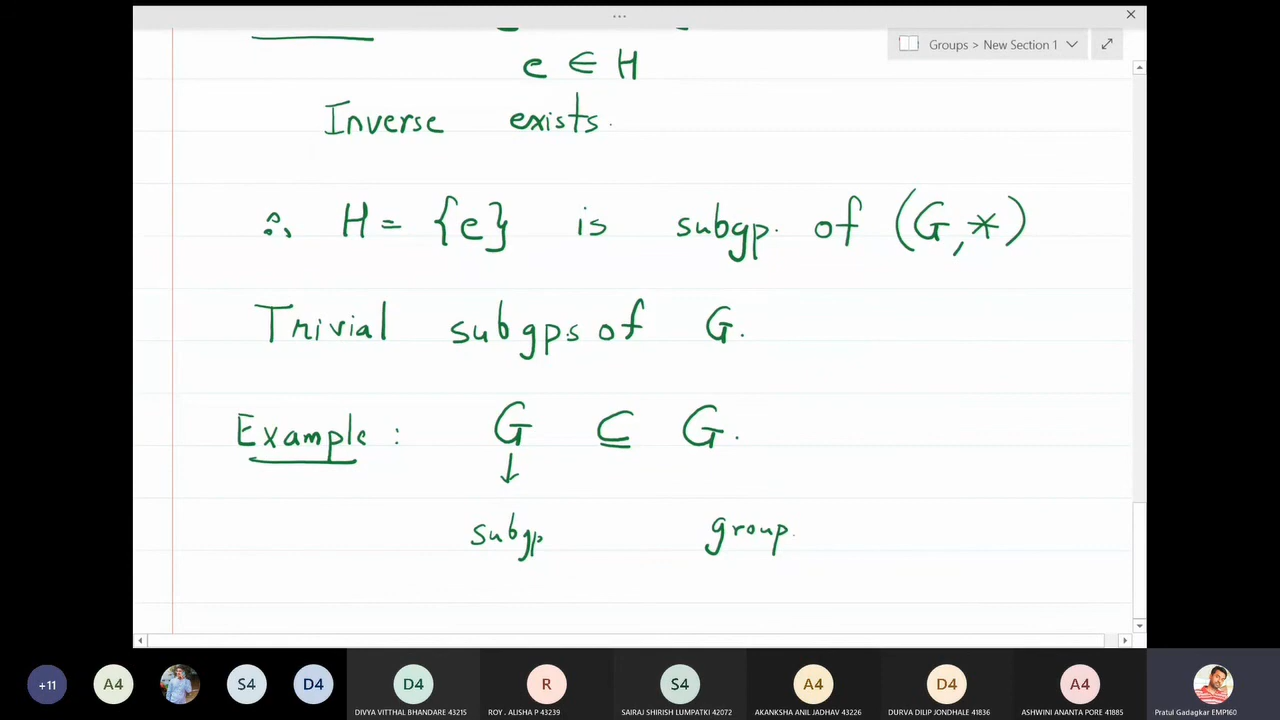 Groups > New Section 1
e ∈ H
Inverse exists.
∴ H = {e} is subgp. of (G, *)
Trivial subgps of G.
Example : G ⊆ G.
↓
subgp group.
+11 A4 S4 D4 D4 R S4 A4 D4 A4
DIVYA VITTHAL BHANDARE 43215 ROY . ALISHA P 43239 SAIRAJ SHIRISH LUMPATKI 42072 AKANKSHA ANIL JADHAV 43226 DURVA DILIP JONDHALE 41836 ASHWINI ANANTA PORE 41885 Pratul Gadagkar EMP160